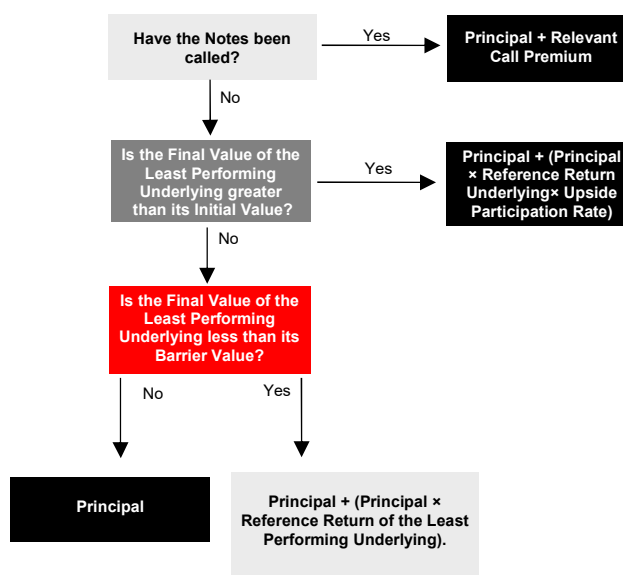 Have the Notes been
called?
Yes
Principal + Relevant
Call Premium
No
Is the Final Value of the
Least Performing
Underlying greater
than its Initial Value?
Yes
Principal + (Principal
× Reference Return
Underlying× Upside
Participation Rate)
No
Is the Final Value of the
Least Performing
Underlying less than its
Barrier Value?
No
Yes
Principal
Principal + (Principal ×
Reference Return of the Least
Performing Underlying).